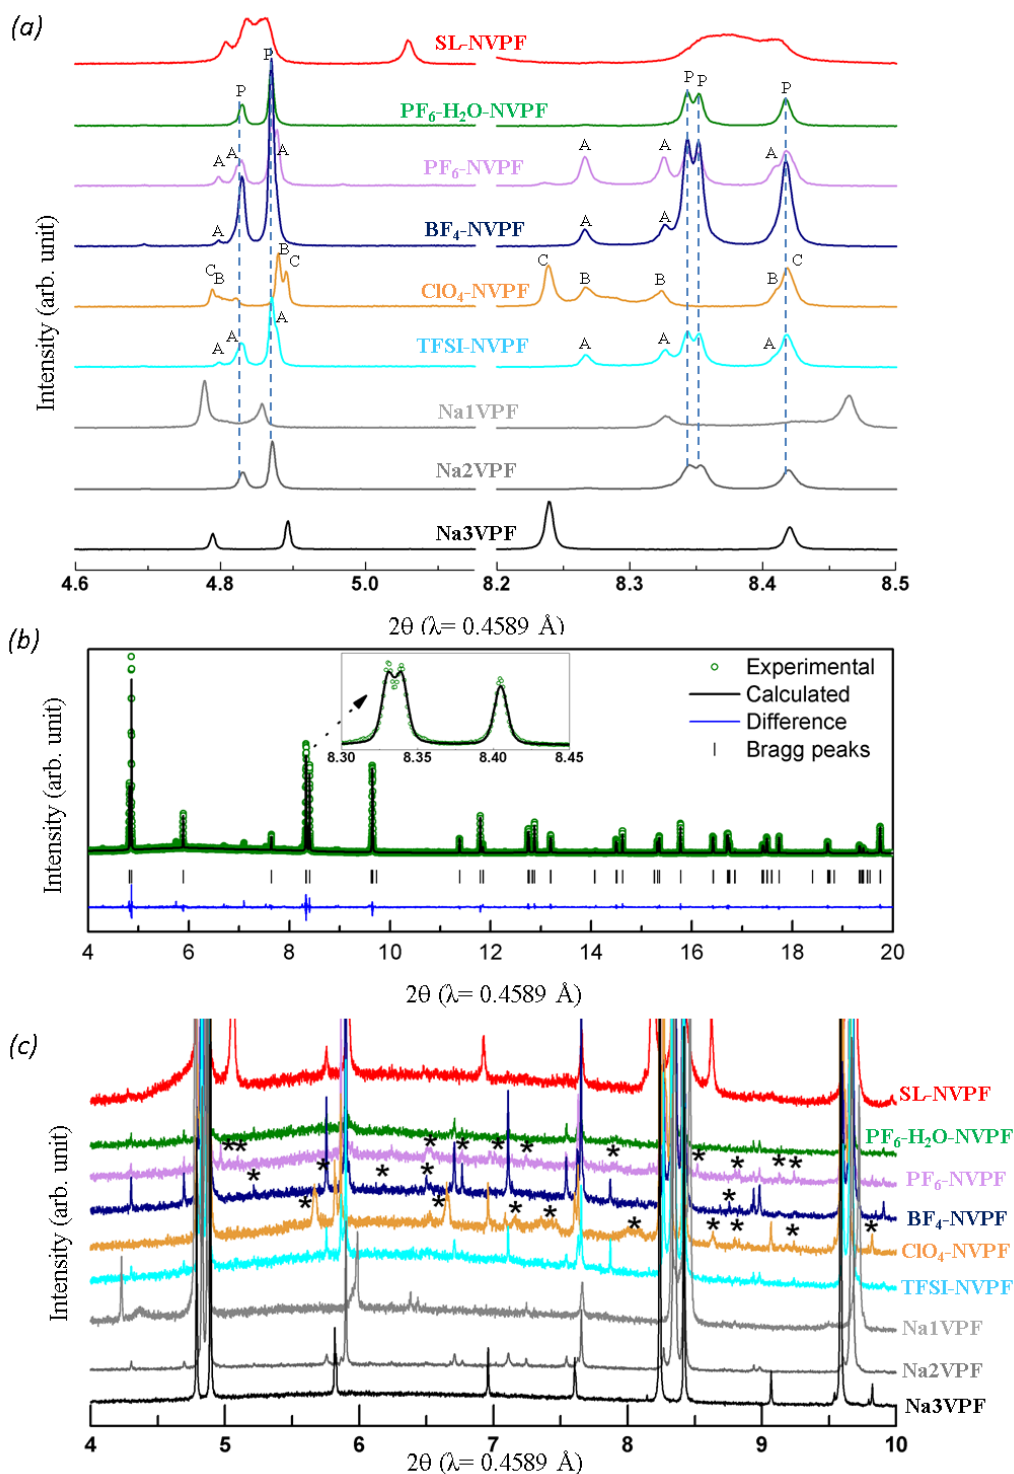 (a)
SL-NVPF
P
P
PF₆-H₂O-NVPF
P P
P
A A A
PF₆-NVPF
A A A
A
BF₄-NVPF
A A
C B B C
ClO₄-NVPF
C B B B C
A A A
TFSI-NVPF
A A A
Na1VPF
Na2VPF
Na3VPF
Intensity (arb. unit)
4.6 4.8 5.0 8.2 8.3 8.4 8.5
2θ (λ= 0.4589 Å)
(b)
Experimental
Calculated
Difference
Bragg peaks
8.30 8.35 8.40 8.45
Intensity (arb. unit)
4 6 8 10 12 14 16 18 20
2θ (λ= 0.4589 Å)
(c)
SL-NVPF
PF₆-H₂O-NVPF
** * * * * * * **
PF₆-NVPF
* * * * *
BF₄-NVPF
* * * * * * * *
ClO₄-NVPF
TFSI-NVPF
Na1VPF
Na2VPF
Na3VPF
Intensity (arb. unit)
4 5 6 7 8 9 10
2θ (λ= 0.4589 Å)